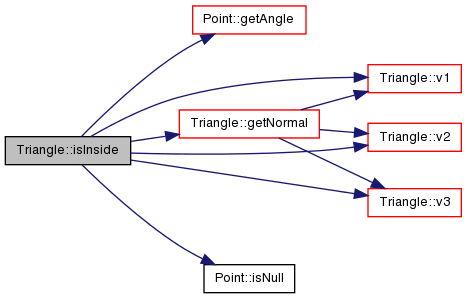 Point::getAngle
Triangle::v1
Triangle::getNormal
Triangle::v2
Triangle::isInside
Triangle::v3
Point::isNull